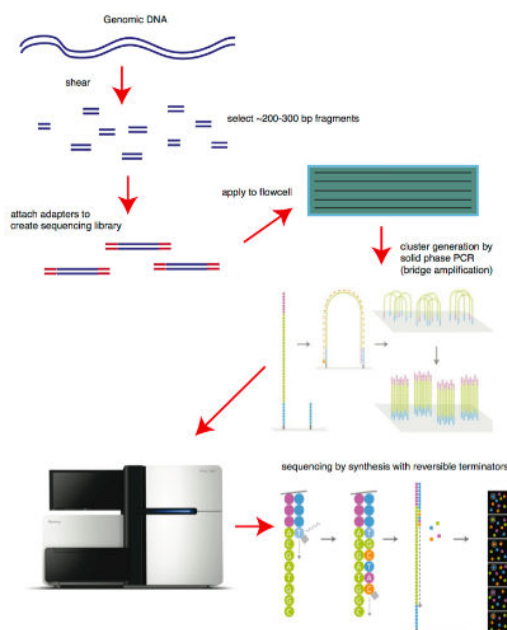 Genomic DNA
shear
select ~200-300 bp fragments
attach adapters to
create sequencing library
apply to flowcell
cluster generation by
solid phase PCR
(bridge amplification)
sequencing by synthesis with reversible terminators
A T
C G
G C
A T
T A
G C
G
C